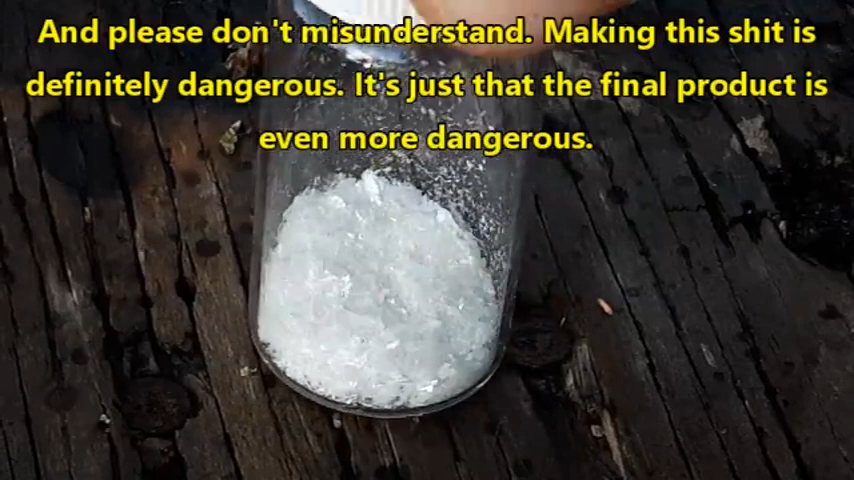 And please don't misunderstand. Making this shit is
definitely dangerous. It's just that the final product is
even more dangerous.